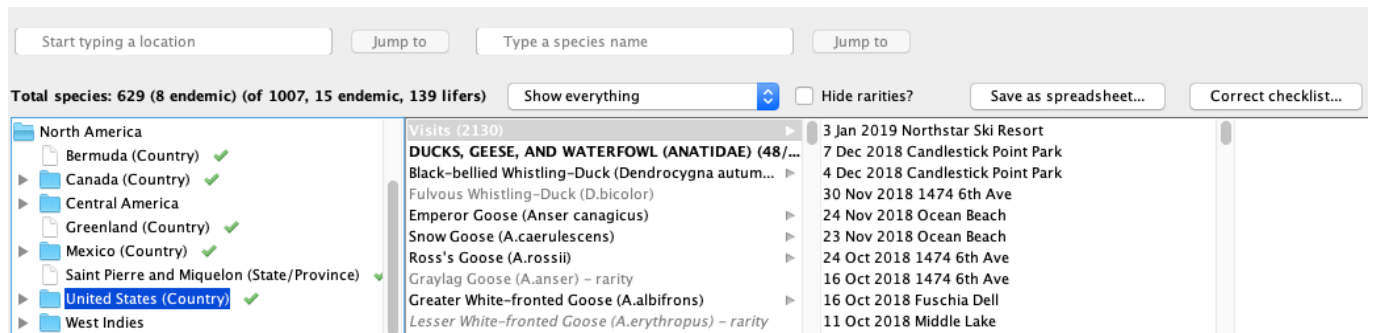 Start typing a location
Jump to
Type a species name
Jump to
Total species: 629 (8 endemic) (of 1007, 15 endemic, 139 lifers)
Show everything
Hide rarities?
Save as spreadsheet...
Correct checklist...
North America
Bermuda (Country)
Canada (Country)
Central America
Greenland (Country)
Mexico (Country)
Saint Pierre and Miquelon (State/Province)
United States (Country)
West Indies
Visits (2130)
DUCKS, GEESE, AND WATERFOWL (ANATIDAE) (48/...
Black-bellied Whistling-Duck (Dendrocygna autum...
Fulvous Whistling-Duck (D.bicolor)
Emperor Goose (Anser canagicus)
Snow Goose (A.caerulescens)
Ross's Goose (A.rossii)
Graylag Goose (A.anser) - rarity
Greater White-fronted Goose (A.albifrons)
Lesser White-fronted Goose (A.erythropus) - rarity
3 Jan 2019 Northstar Ski Resort
7 Dec 2018 Candlestick Point Park
4 Dec 2018 Candlestick Point Park
30 Nov 2018 1474 6th Ave
24 Nov 2018 Ocean Beach
23 Nov 2018 Ocean Beach
24 Oct 2018 1474 6th Ave
16 Oct 2018 1474 6th Ave
16 Oct 2018 Fuschia Dell
11 Oct 2018 Middle Lake